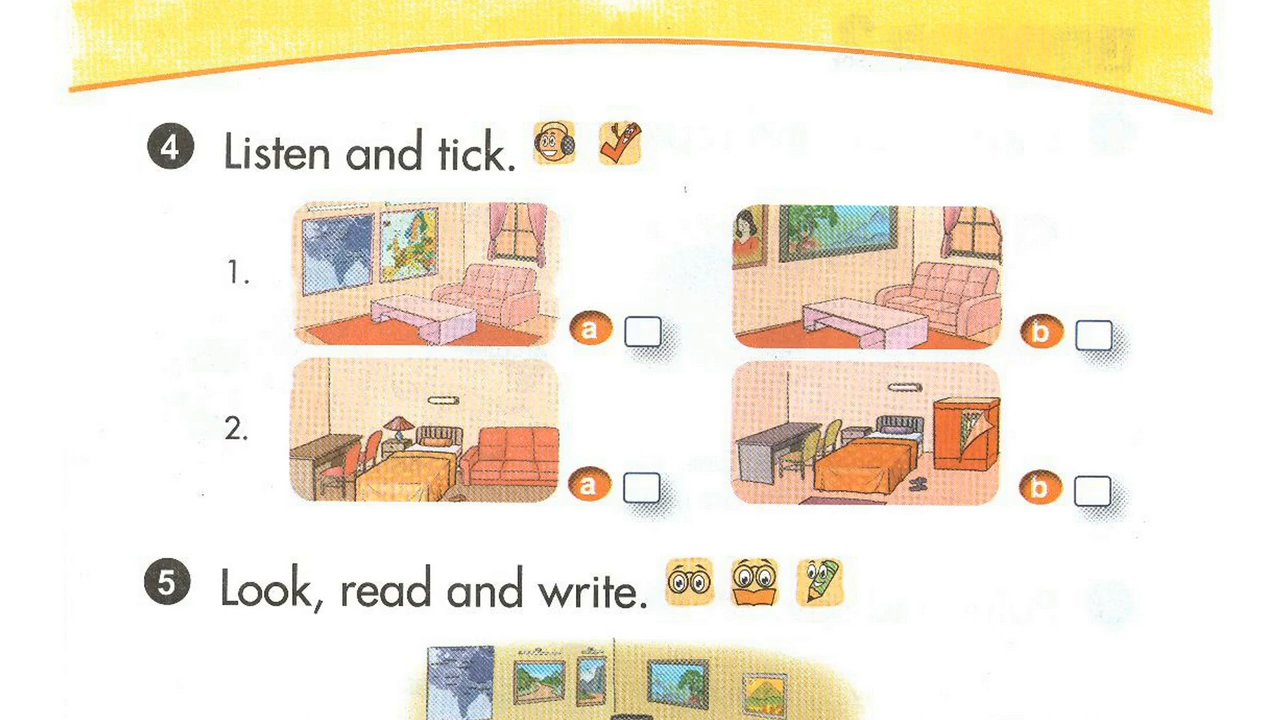 4 Listen and tick.
1.
a
b
2.
a
b
5 Look, read and write.